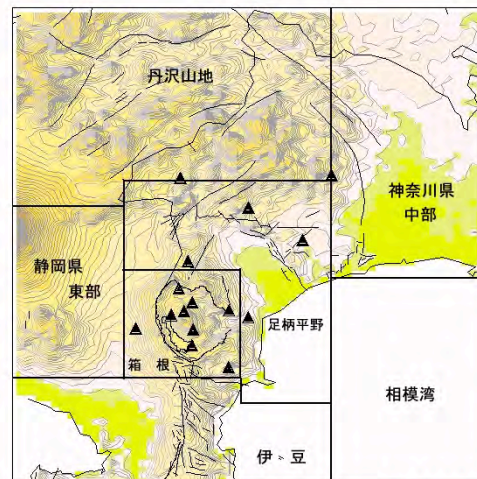 丹沢山地
神奈川県
中部
静岡県
東部
足柄平野
箱 根
相模湾
伊 豆